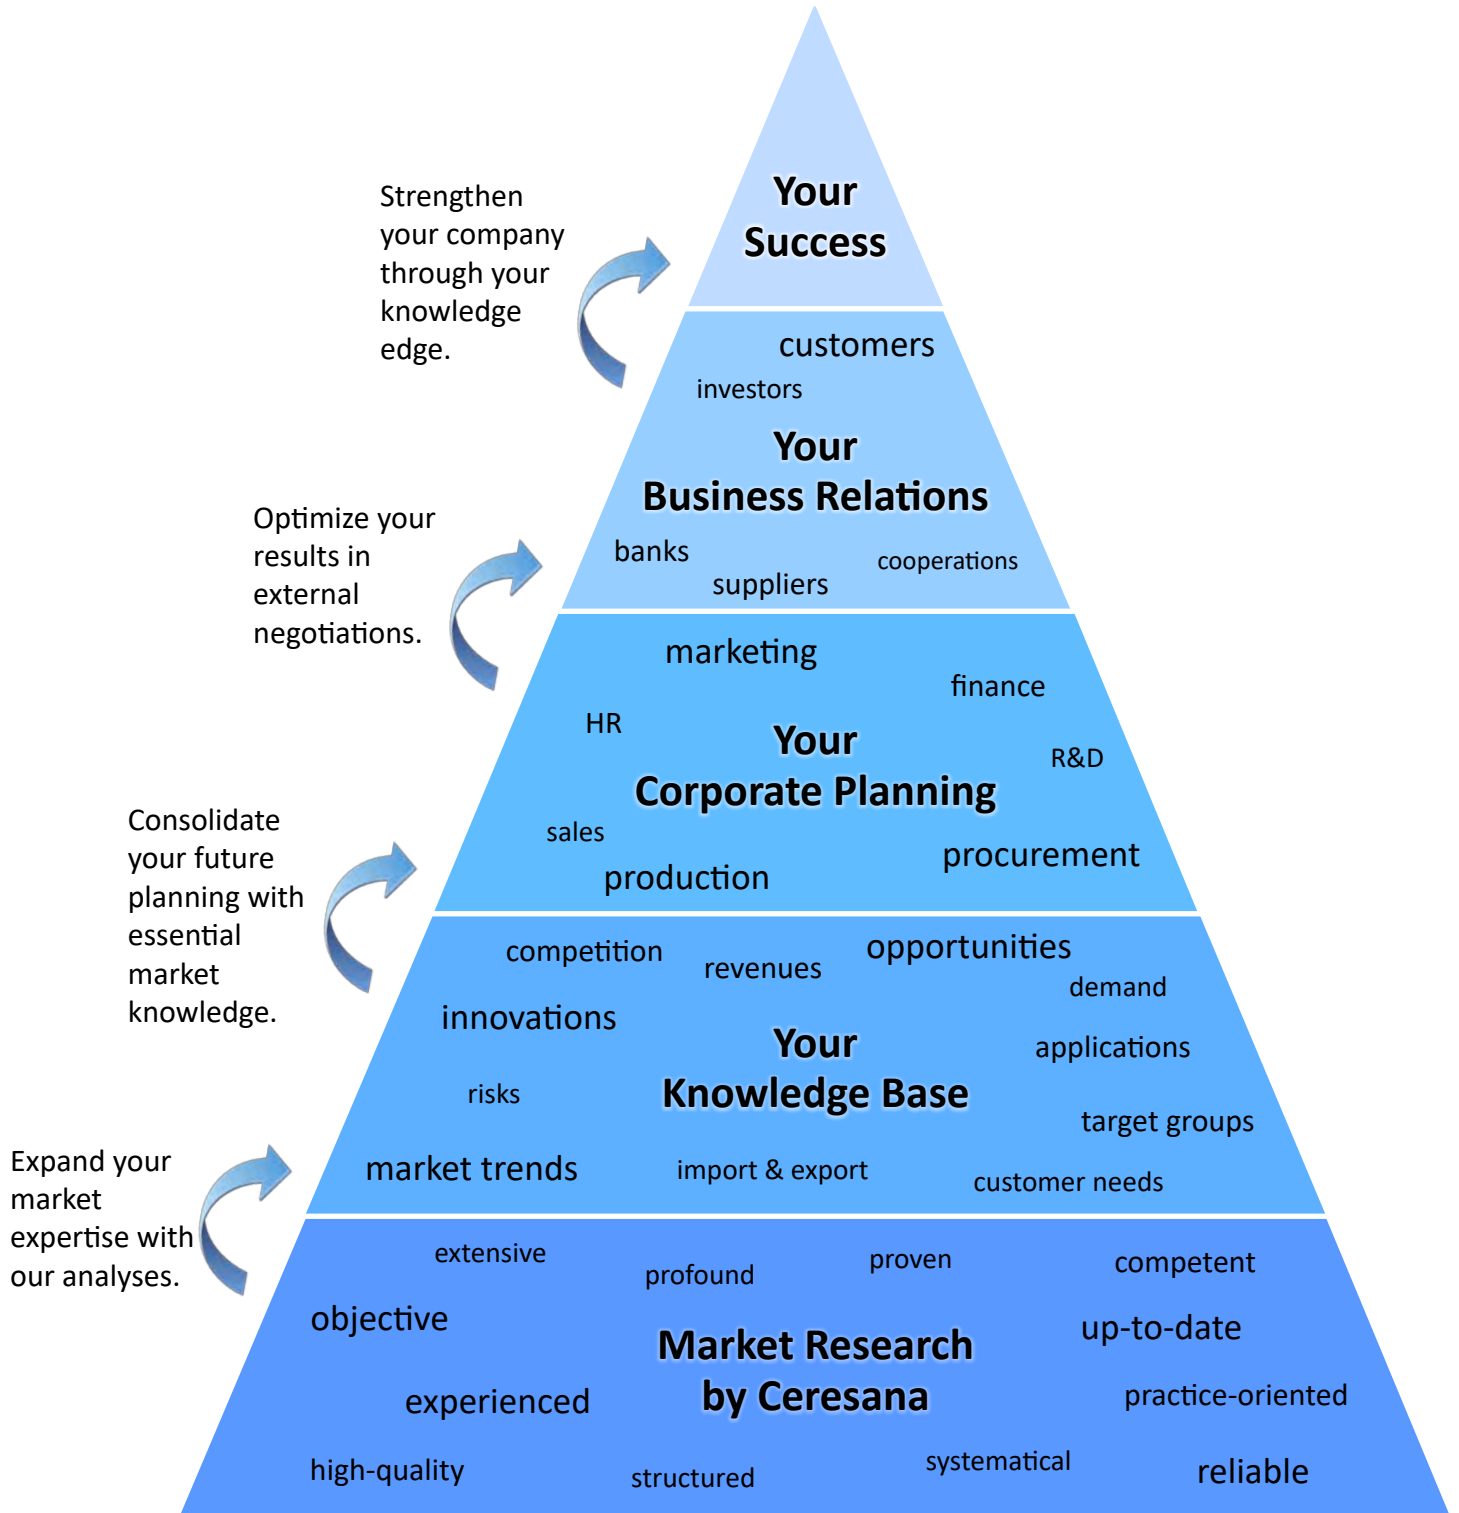 Your
Success
Strengthen
your company
through your
knowledge
edge.
customers
investors
Your
Business Relations
banks
suppliers
cooperations
Optimize your
results in
external
negotiations.
marketing
finance
HR
Your
Corporate Planning
R&D
sales
production
procurement
Consolidate
your future
planning with
essential
market
knowledge.
competition
revenues
opportunities
demand
innovations
Your
Knowledge Base
applications
risks
target groups
market trends
import & export
customer needs
Expand your
market
expertise with
our analyses.
extensive
profound
proven
competent
objective
Market Research
by Ceresana
up-to-date
experienced
practice-oriented
high-quality
structured
systematical
reliable